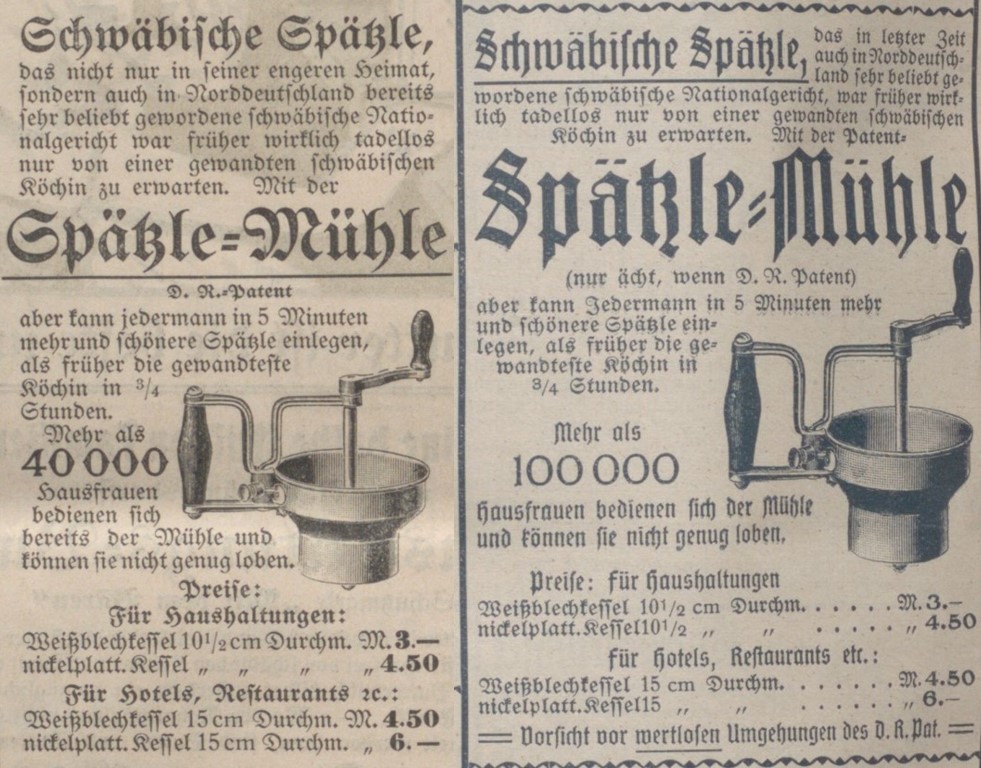 Schwäbische Spätzle,
das nicht nur in seiner engeren Heimat,
sondern auch in Norddeutschland bereits
sehr beliebt gewordene schwäbische Natio-
nalgericht war früher wirklich tadellos
nur von einer gewandten schwäbischen
Köchin zu erwarten. Mit der
Spätzle-Mühle
D. R.-Patent
aber kann jedermann in 5 Minuten
mehr und schönere Spätzle einlegen,
als früher die gewandteste
Köchin in 3/4
Stunden.
Mehr als
40 000
Hausfrauen
bedienen sich
bereits der Mühle und
können sie nicht genug loben.
Preise:
Für Haushaltungen:
Weißblechkessel 10 1/2 cm Durchm. M. 3.—
nickelplatt. Kessel „ „ „ 4.50
Für Hotels, Restaurants ꝛc.:
Weißblechkessel 15 cm Durchm. M. 4.50
nickelplatt. Kessel 15 cm Durchm. „ 6.—
Schwäbische Spätzle, das in letzter Zeit
auch in Norddeutsch-
land sehr beliebt ge-
wordene schwäbische Nationalgericht, war früher wirk-
lich tadellos nur von einer gewandten schwäbischen
Köchin zu erwarten. Mit der Patent-
Spätzle-Mühle
(nur ächt, wenn D. R. Patent)
aber kann Jedermann in 5 Minuten mehr
und schönere Spätzle ein-
legen, als früher die ge-
wandteste Köchin in
3/4 Stunden.
Mehr als
100 000
Hausfrauen bedienen sich der Mühle
und können sie nicht genug loben.
Preise: für Haushaltungen
Weißblechkessel 10 1/2 cm Durchm. . . . . . M. 3.–
nickelplatt. Kessel 10 1/2 „ „ . . . . . „ 4.50
für Hotels, Restaurants etc.:
Weißblechkessel 15 cm Durchm. . . . . . . M. 4.50
nickelplatt. Kessel 15 „ „ . . . . . . „ 6.–
= Vorsicht vor wertlosen Umgehungen des D. R. Pat. =